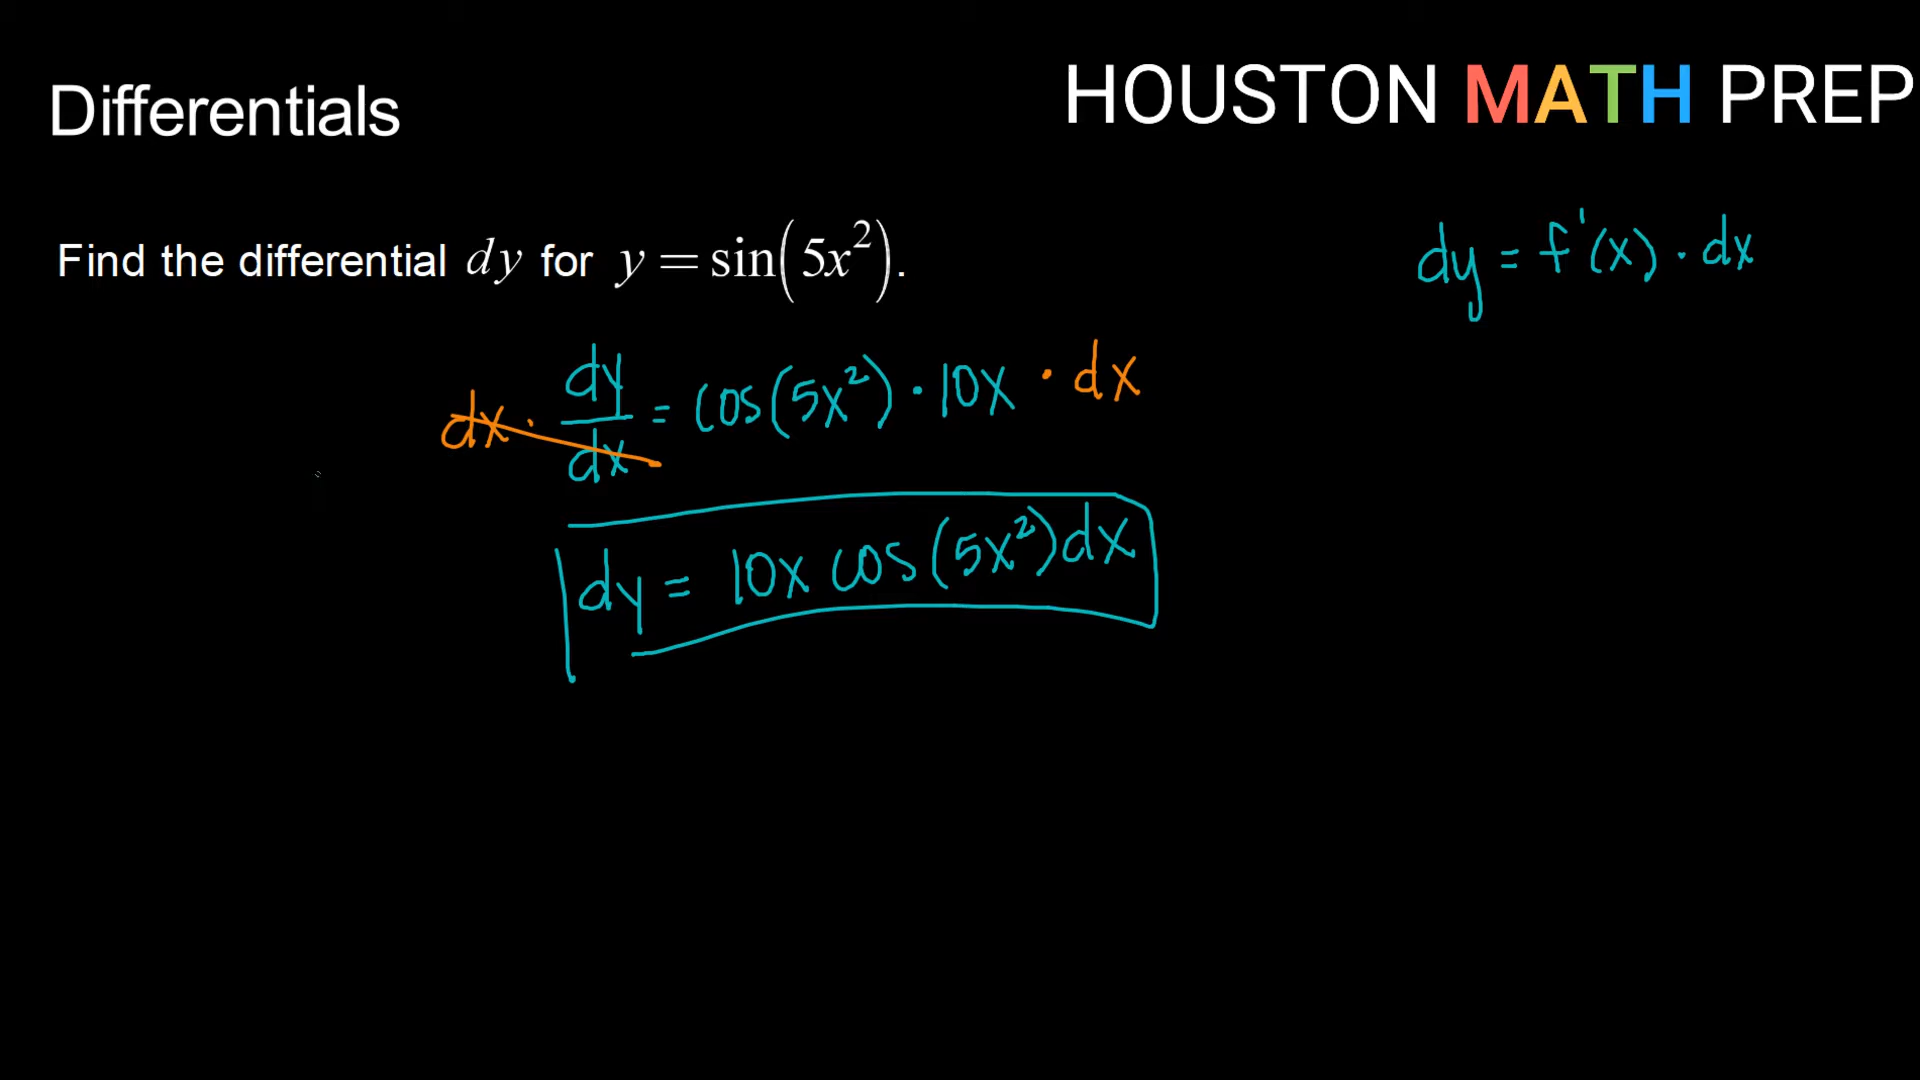 HOUSTON MATH PREP
Differentials
Find the differential dy for y = sin(5x²).
dy = f'(x) · dx
dx · dy/dx = cos(5x²) · 10x · dx
dy = 10x cos(5x²)dx